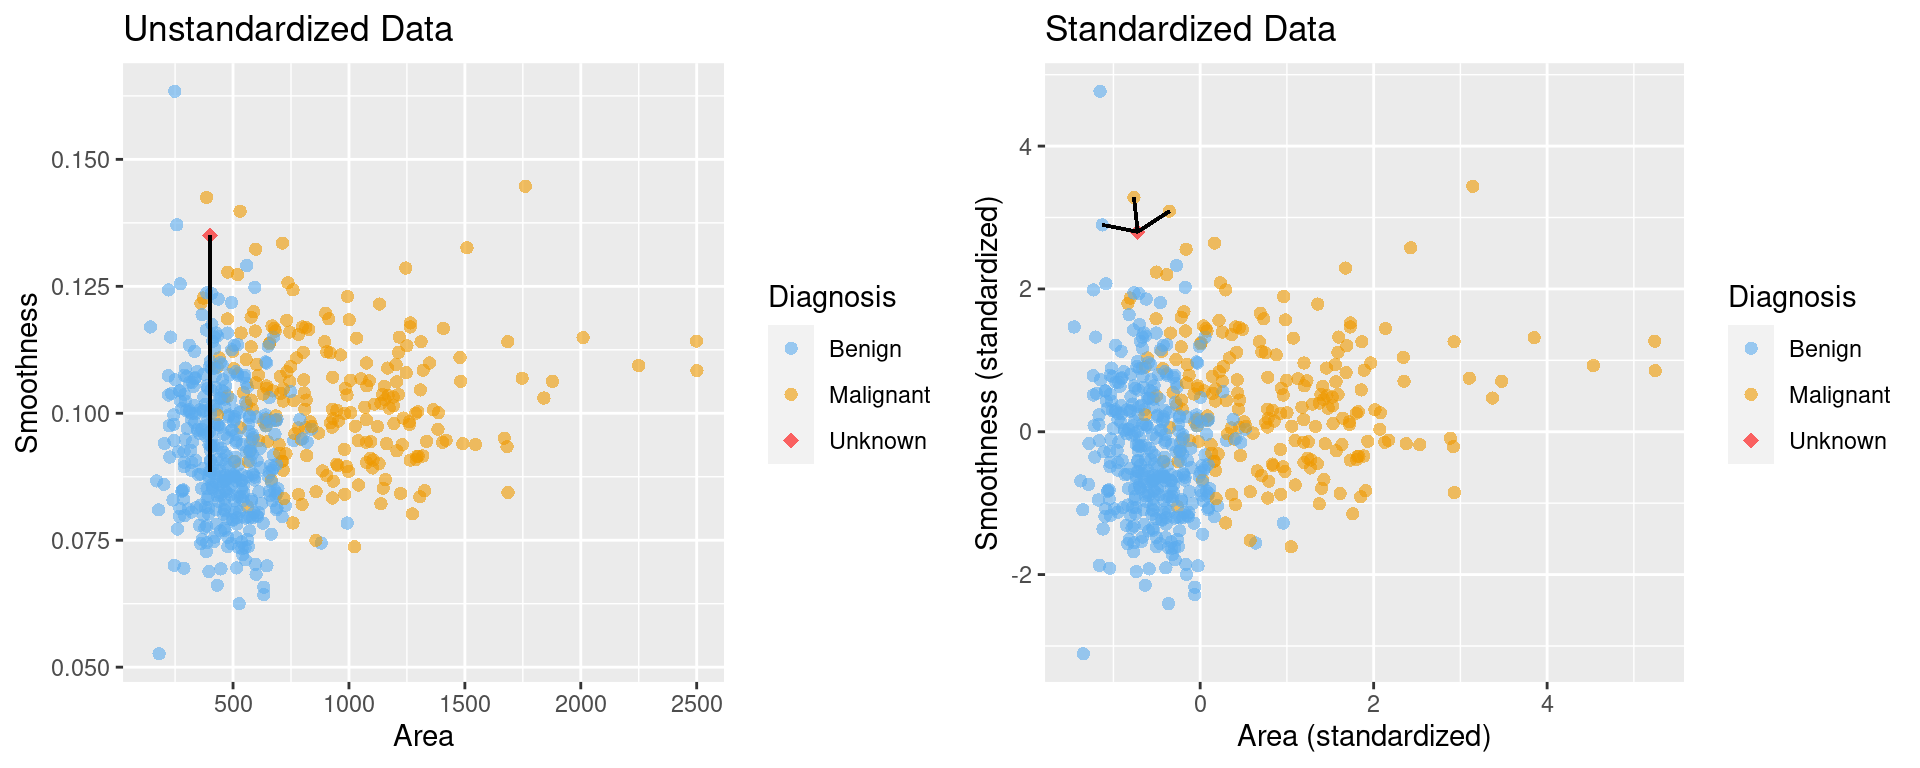 Unstandardized Data
0.150
0.125
0.100
0.075
0.050
Smoothness
500
1000
1500
2000
2500
Area
Diagnosis
Benign
Malignant
Unknown
Standardized Data
4
2
0
-2
Smoothness (standardized)
0
2
4
Area (standardized)
Diagnosis
Benign
Malignant
Unknown